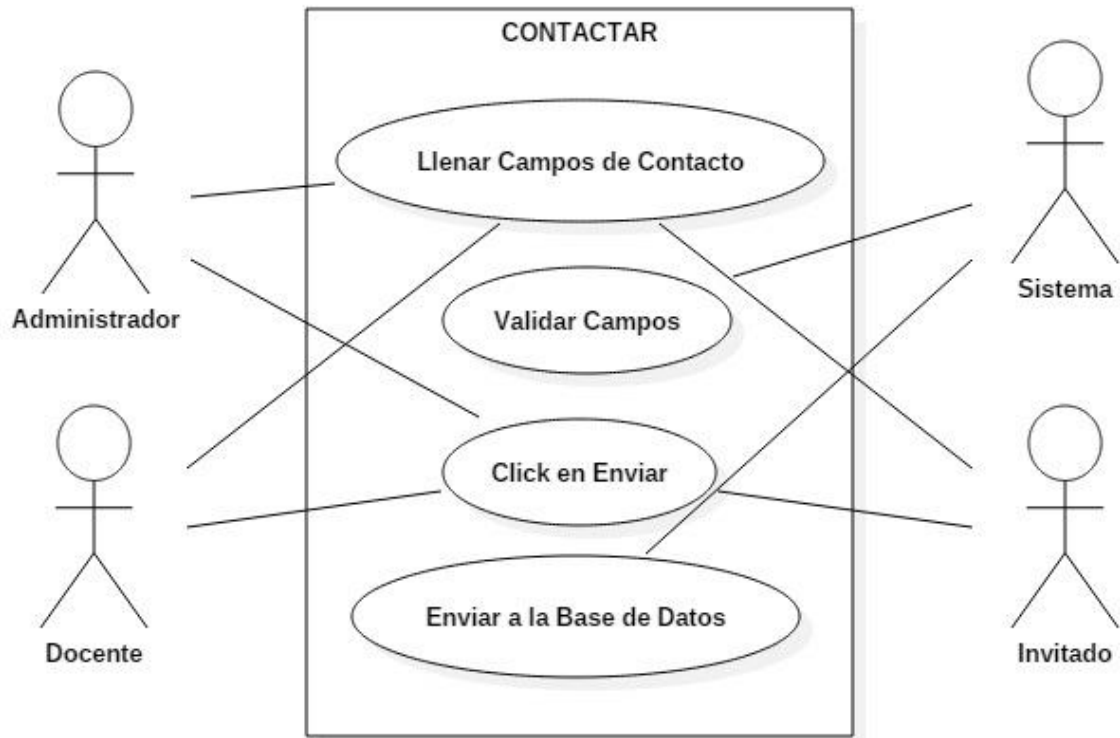 CONTACTAR
Llenar Campos de Contacto
Validar Campos
Sistema
Administrador
Click en Enviar
Enviar a la Base de Datos
Docente
Invitado